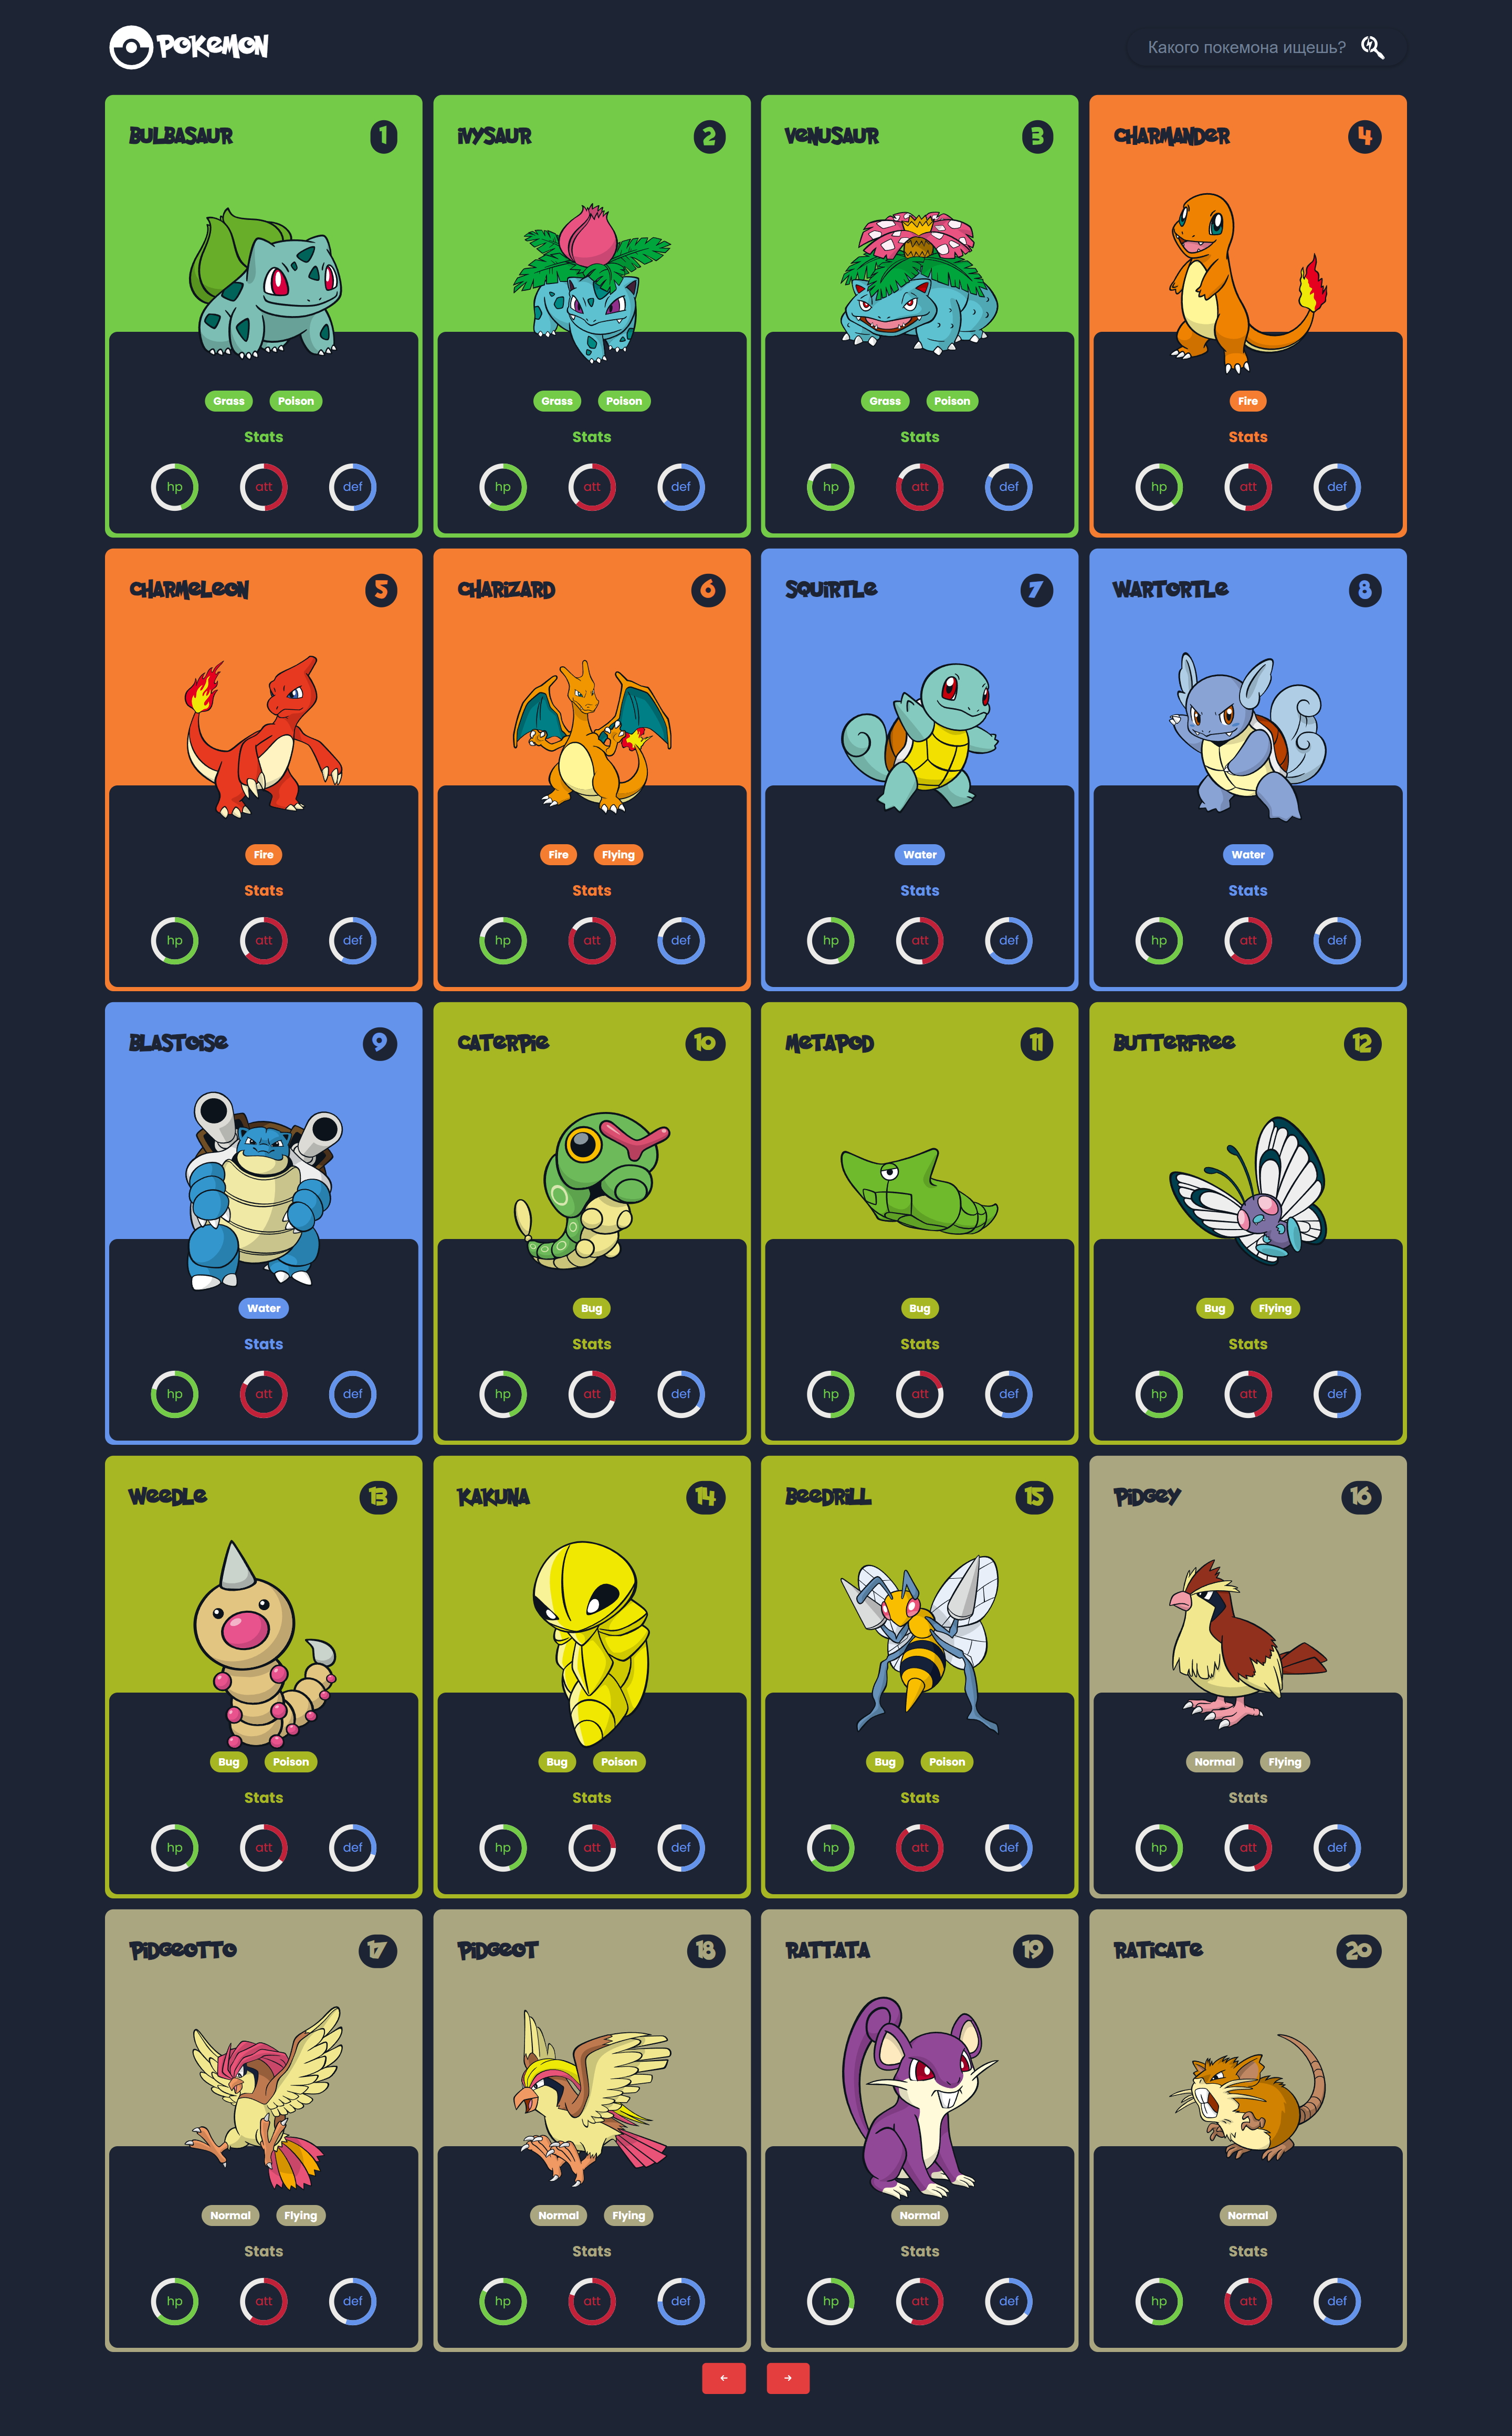 POKEMON
Какого покемона ищешь?
BULBASAUR 1
Grass Poison
Stats
hp att def
IVYSAUR 2
Grass Poison
Stats
hp att def
VENUSAUR 3
Grass Poison
Stats
hp att def
CHARMANDER 4
Fire
Stats
hp att def
CHARMELEON 5
Fire
Stats
hp att def
CHARIZARD 6
Fire Flying
Stats
hp att def
SQUIRTLE 7
Water
Stats
hp att def
WARTORTLE 8
Water
Stats
hp att def
BLASTOISE 9
Water
Stats
hp att def
CATERPIE 10
Bug
Stats
hp att def
METAPOD 11
Bug
Stats
hp att def
BUTTERFREE 12
Bug Flying
Stats
hp att def
WEEDLE 13
Bug Poison
Stats
hp att def
KAKUNA 14
Bug Poison
Stats
hp att def
BEEDRILL 15
Bug Poison
Stats
hp att def
PIDGEY 16
Normal Flying
Stats
hp att def
PIDGEOTTO 17
Normal Flying
Stats
hp att def
PIDGEOT 18
Normal Flying
Stats
hp att def
RATTATA 19
Normal
Stats
hp att def
RATICATE 20
Normal
Stats
hp att def
← →